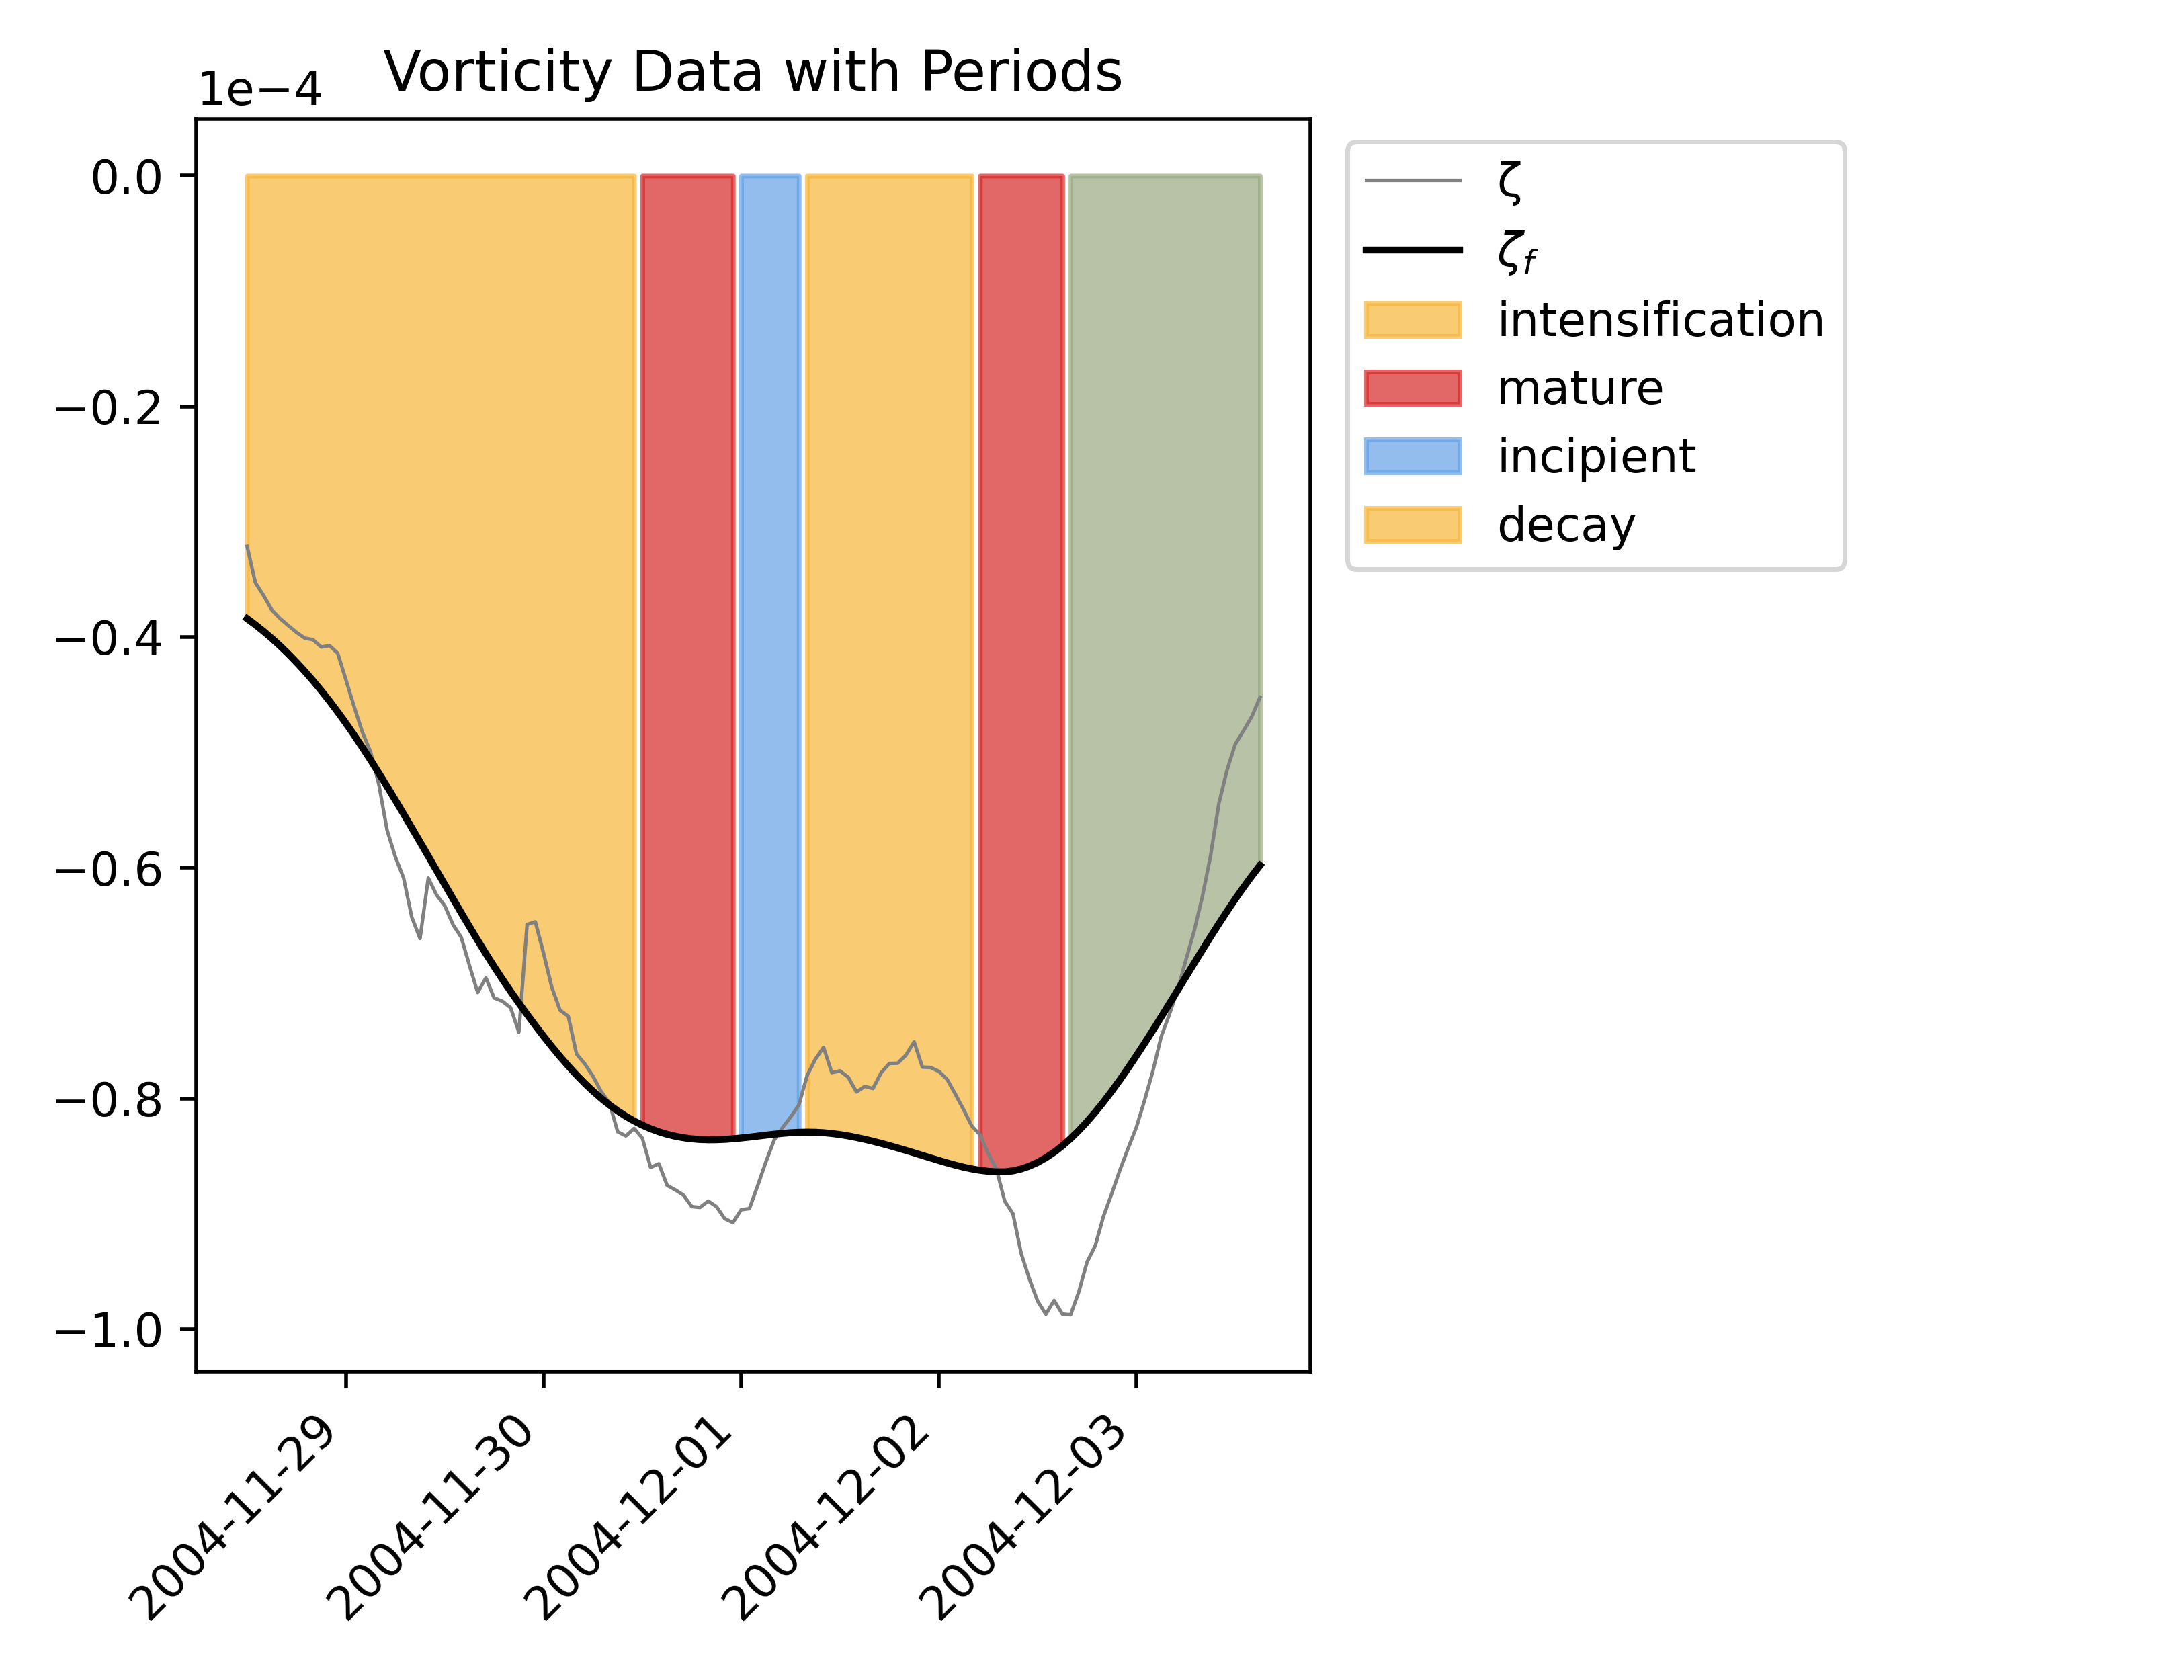 Vorticity Data with Periods
1e−4
0.0
−0.2
−0.4
−0.6
−0.8
−1.0
2004-11-29
2004-11-30
2004-12-01
2004-12-02
2004-12-03
ζ
ζf
intensification
mature
incipient
decay